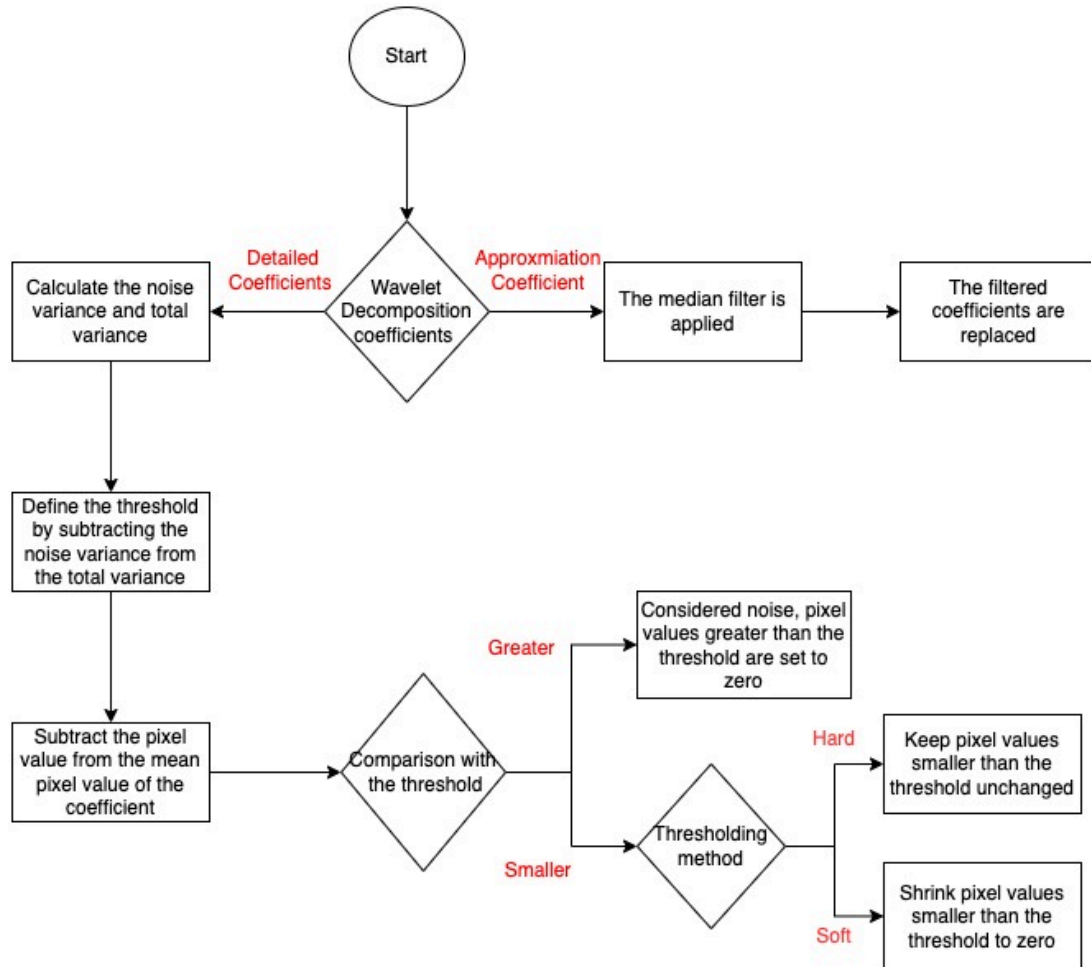 Start
Detailed
Coefficients
Approxmiation
Coefficient
Calculate the noise
variance and total
variance
Wavelet
Decomposition
coefficients
The median filter is
applied
The filtered
coefficients are
replaced
Define the threshold
by subtracting the
noise variance from
the total variance
Considered noise, pixel
values greater than the
threshold are set to
zero
Greater
Subtract the pixel
value from the mean
pixel value of the
coefficient
Comparison with
the threshold
Hard
Keep pixel values
smaller than the
threshold unchanged
Thresholding
method
Smaller
Shrink pixel values
smaller than the
threshold to zero
Soft